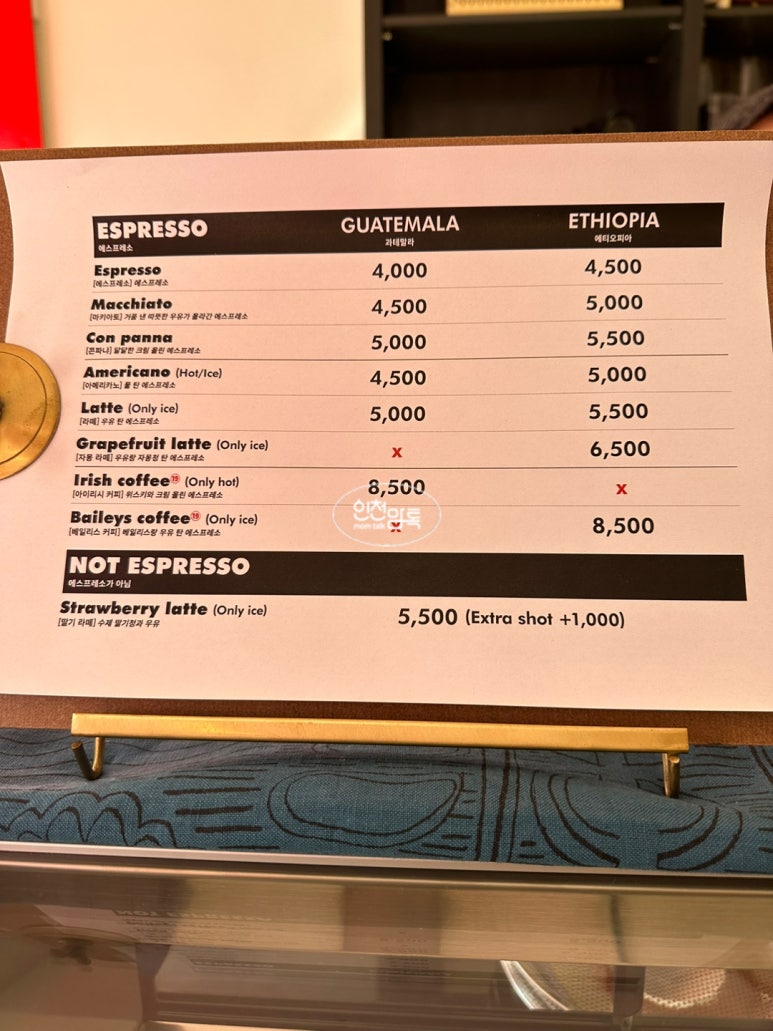 ESPRESSO GUATEMALA ETHIOPIA
에스프레소 과테말라 에티오피아
Espresso 4,000 4,500
[에스프레소] 에스프레소
Macchiato 4,500 5,000
[마키아토] 거품 낸 따뜻한 우유가 올라간 에스프레소
Con panna 5,000 5,500
[콘파냐] 달달한 크림 올린 에스프레소
Americano (Hot/Ice) 4,500 5,000
[아메리카노] 물 탄 에스프레소
Latte (Only ice) 5,000 5,500
[라떼] 우유 탄 에스프레소
Grapefruit latte (Only ice) x 6,500
[자몽 라떼] 우유랑 자몽청 탄 에스프레소
Irish coffee⑲ (Only hot) 8,500 x
[아이리시 커피] 위스키와 크림 올린 에스프레소
Baileys coffee⑲ (Only ice) x 8,500
[베일리스 커피] 베일리스랑 우유 탄 에스프레소
인천맘톡
mom talk
NOT ESPRESSO
에스프레소가 아님
Strawberry latte (Only ice) 5,500 (Extra shot +1,000)
[딸기 라떼] 수제 딸기청과 우유